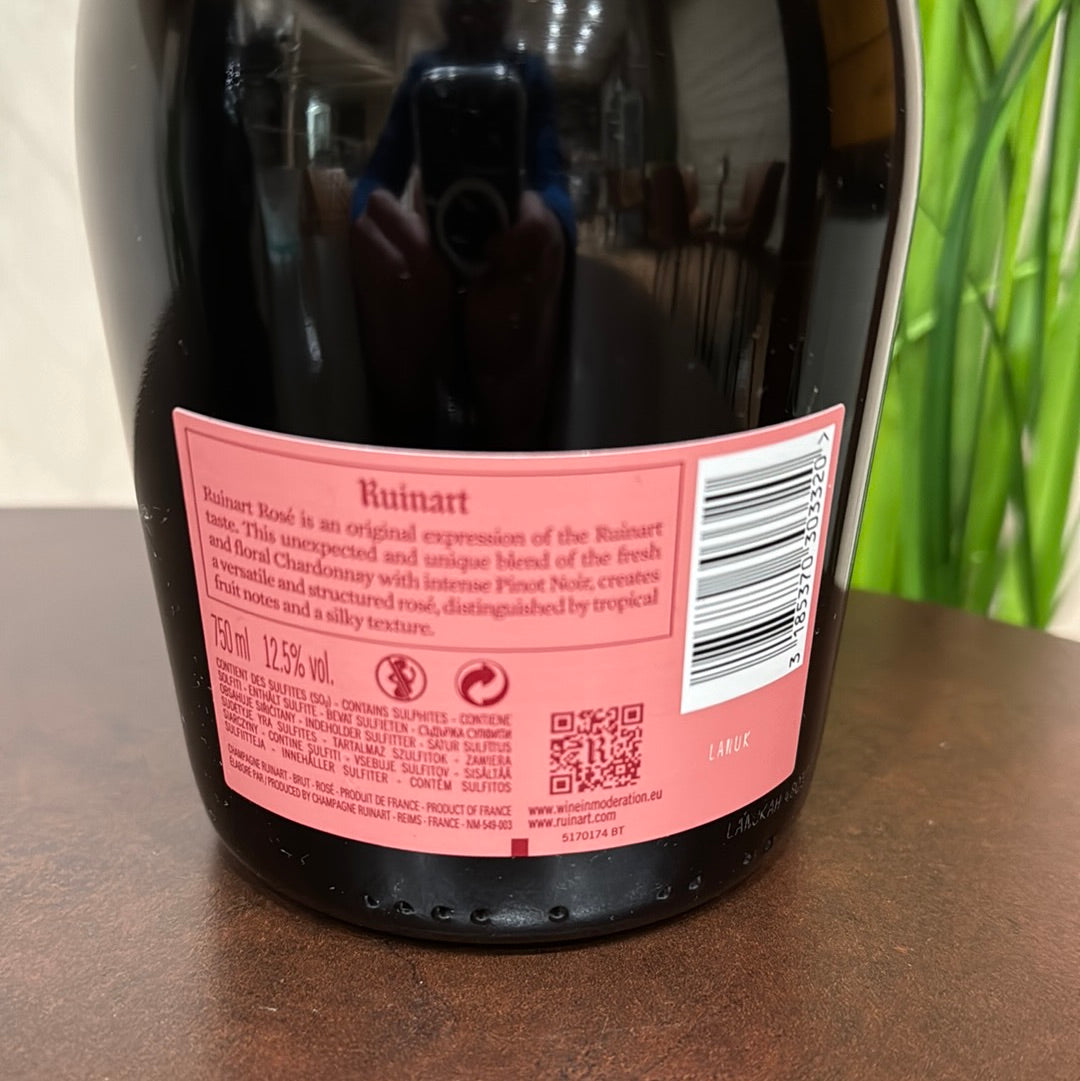 Ruinart
Ruinart Rosé is an original expression of the Ruinart
taste. This unexpected and unique blend of the fresh
and floral Chardonnay with intense Pinot Noir, creates
a versatile and structured rosé, distinguished by tropical
fruit notes and a silky texture.
750 ml 12.5% vol.
CONTIENT DES SULFITES (SO₂) - CONTAINS SULPHITES - CONTIENE
SOLFITI - ENTHÄLT SULFITE - BEVAT SULFIETEN - СЪДЪРЖА СУЛФИТИ
OBSAHUJE SIŘIČITANY - INDEHOLDER SULFITTER - SATUR SULFĪTUS
SUDĖTYJE YRA SULFITES - TARTALMAZ SZULFITOK - ZAWIERA
SIARCZYNY - CONTINE SULFITI - VSEBUJE SULFITOV - SISÄLTÄÄ
SULFIITTEJA - INNEHÅLLER SULFITER - CONTÉM SULFITOS
CHAMPAGNE RUINART - BRUT - ROSÉ - PRODUIT DE FRANCE - PRODUCT OF FRANCE
ÉLABORÉ PAR / PRODUCED BY CHAMPAGNE RUINART - REIMS - FRANCE - NM-549-003
www.wineinmoderation.eu
www.ruinart.com
5170174 BT
3 185370 303320 >
LANUK